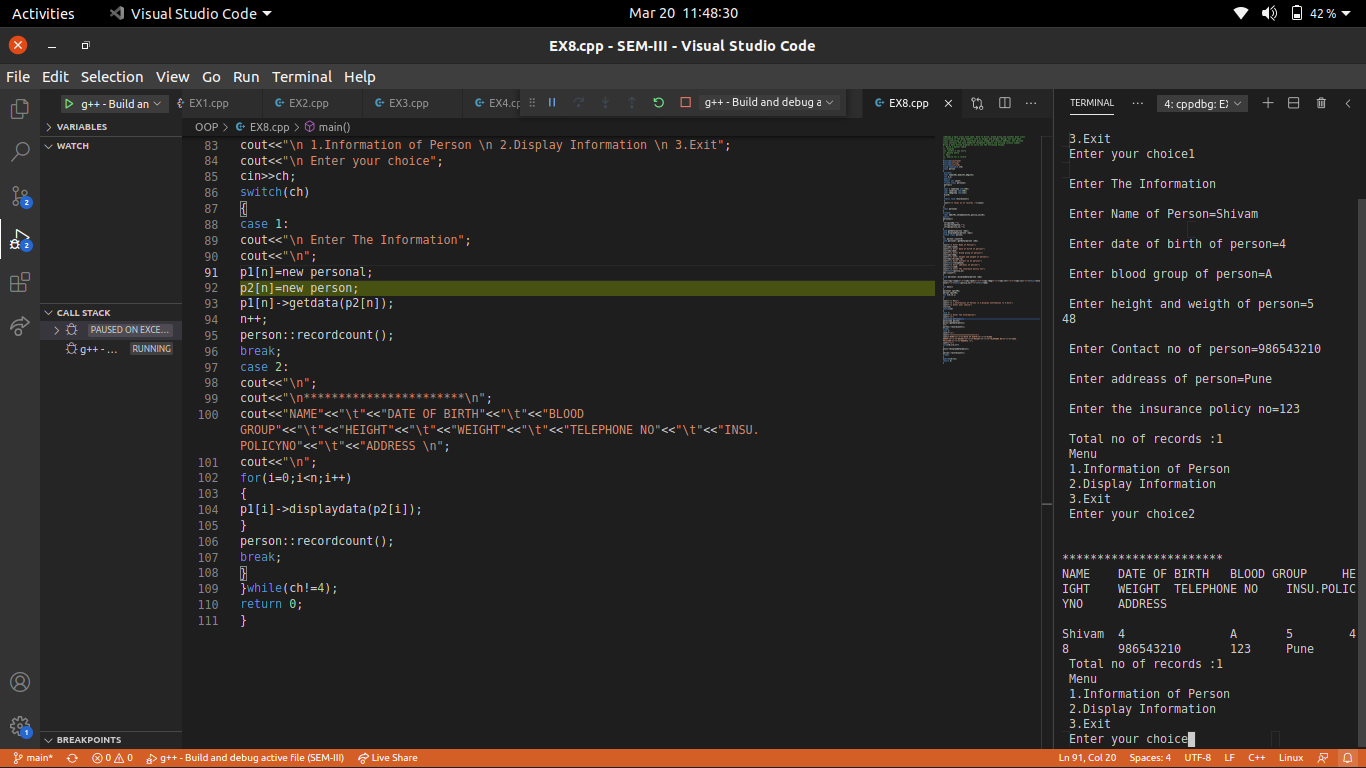 Activities
Visual Studio Code
Mar 20 11:48:30
42 %
EX8.cpp - SEM-III - Visual Studio Code
File Edit Selection View Go Run Terminal Help
g++ - Build an
EX1.cpp
EX2.cpp
EX3.cpp
EX4.c
g++ - Build and debug a
EX8.cpp
OOP > EX8.cpp > main()
VARIABLES
WATCH
CALL STACK
PAUSED ON EXCE...
g++ - ...
RUNNING
BREAKPOINTS
2
2
1
83 cout<<"\n 1.Information of Person \n 2.Display Information \n 3.Exit";
84 cout<<"\n Enter your choice";
85 cin>>ch;
86 switch(ch)
87 {
88 case 1:
89 cout<<"\n Enter The Information";
90 cout<<"\n";
91 p1[n]=new personal;
92 p2[n]=new person;
93 p1[n]->getdata(p2[n]);
94 n++;
95 person::recordcount();
96 break;
97 case 2:
98 cout<<"\n";
99 cout<<"\n***********************\n";
100 cout<<"NAME"<<"\t"<<"DATE OF BIRTH"<<"\t"<<"BLOOD
GROUP"<<"\t"<<"HEIGHT"<<"\t"<<"WEIGHT"<<"\t"<<"TELEPHONE NO"<<"\t"<<"INSU.
POLICYNO"<<"\t"<<"ADDRESS \n";
101 cout<<"\n";
102 for(i=0;i<n;i++)
103 {
104 p1[i]->displaydata(p2[i]);
105 }
106 person::recordcount();
107 break;
108 }
109 }while(ch!=4);
110 return 0;
111 }
TERMINAL
4: cppdbg: E
3.Exit
Enter your choice1
Enter The Information
Enter Name of Person=Shivam
Enter date of birth of person=4
Enter blood group of person=A
Enter height and weigth of person=5
48
Enter Contact no of person=986543210
Enter addreass of person=Pune
Enter the insurance policy no=123
Total no of records :1
Menu
1.Information of Person
2.Display Information
3.Exit
Enter your choice2
***********************
NAME DATE OF BIRTH BLOOD GROUP HE
IGHT WEIGHT TELEPHONE NO INSU.POLIC
YNO ADDRESS
Shivam 4 A 5 4
8 986543210 123 Pune
Total no of records :1
Menu
1.Information of Person
2.Display Information
3.Exit
Enter your choice
main*
0
0
g++ - Build and debug active file (SEM-III)
Live Share
Ln 91, Col 20
Spaces: 4
UTF-8
LF
C++
Linux